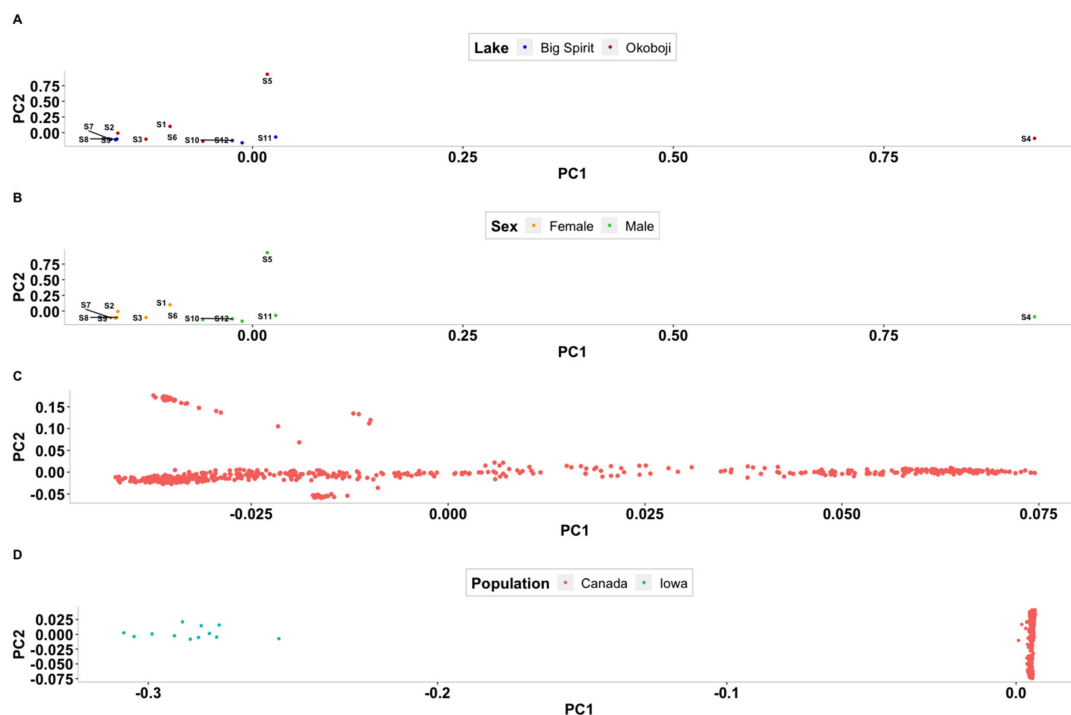 A
Lake Big Spirit Okoboji
PC2
0.75
0.50
0.25
0.00
S5
S7 S2 S1
S8 S9 S3 S6 S10 S12 S11 S4
0.00 0.25 0.50 0.75
PC1
B
Sex Female Male
PC2
0.75
0.50
0.25
0.00
S5
S7 S2 S1
S8 S9 S3 S6 S10 S12 S11 S4
0.00 0.25 0.50 0.75
PC1
C
PC2
0.15
0.10
0.05
0.00
-0.05
-0.025 0.000 0.025 0.050 0.075
PC1
D
Population Canada Iowa
PC2
0.025
0.000
-0.025
-0.050
-0.075
-0.3 -0.2 -0.1 0.0
PC1